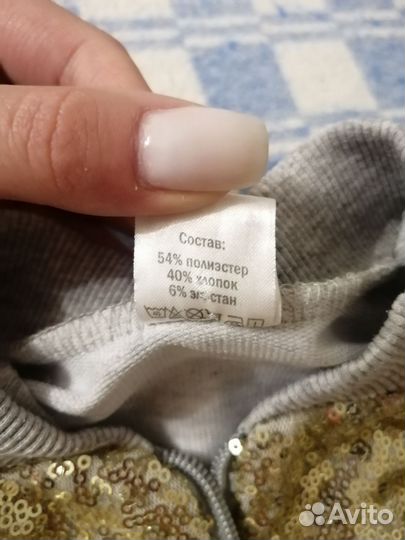 Состав:
54% полиэстер
40% хлопок
6% эластан
Avito